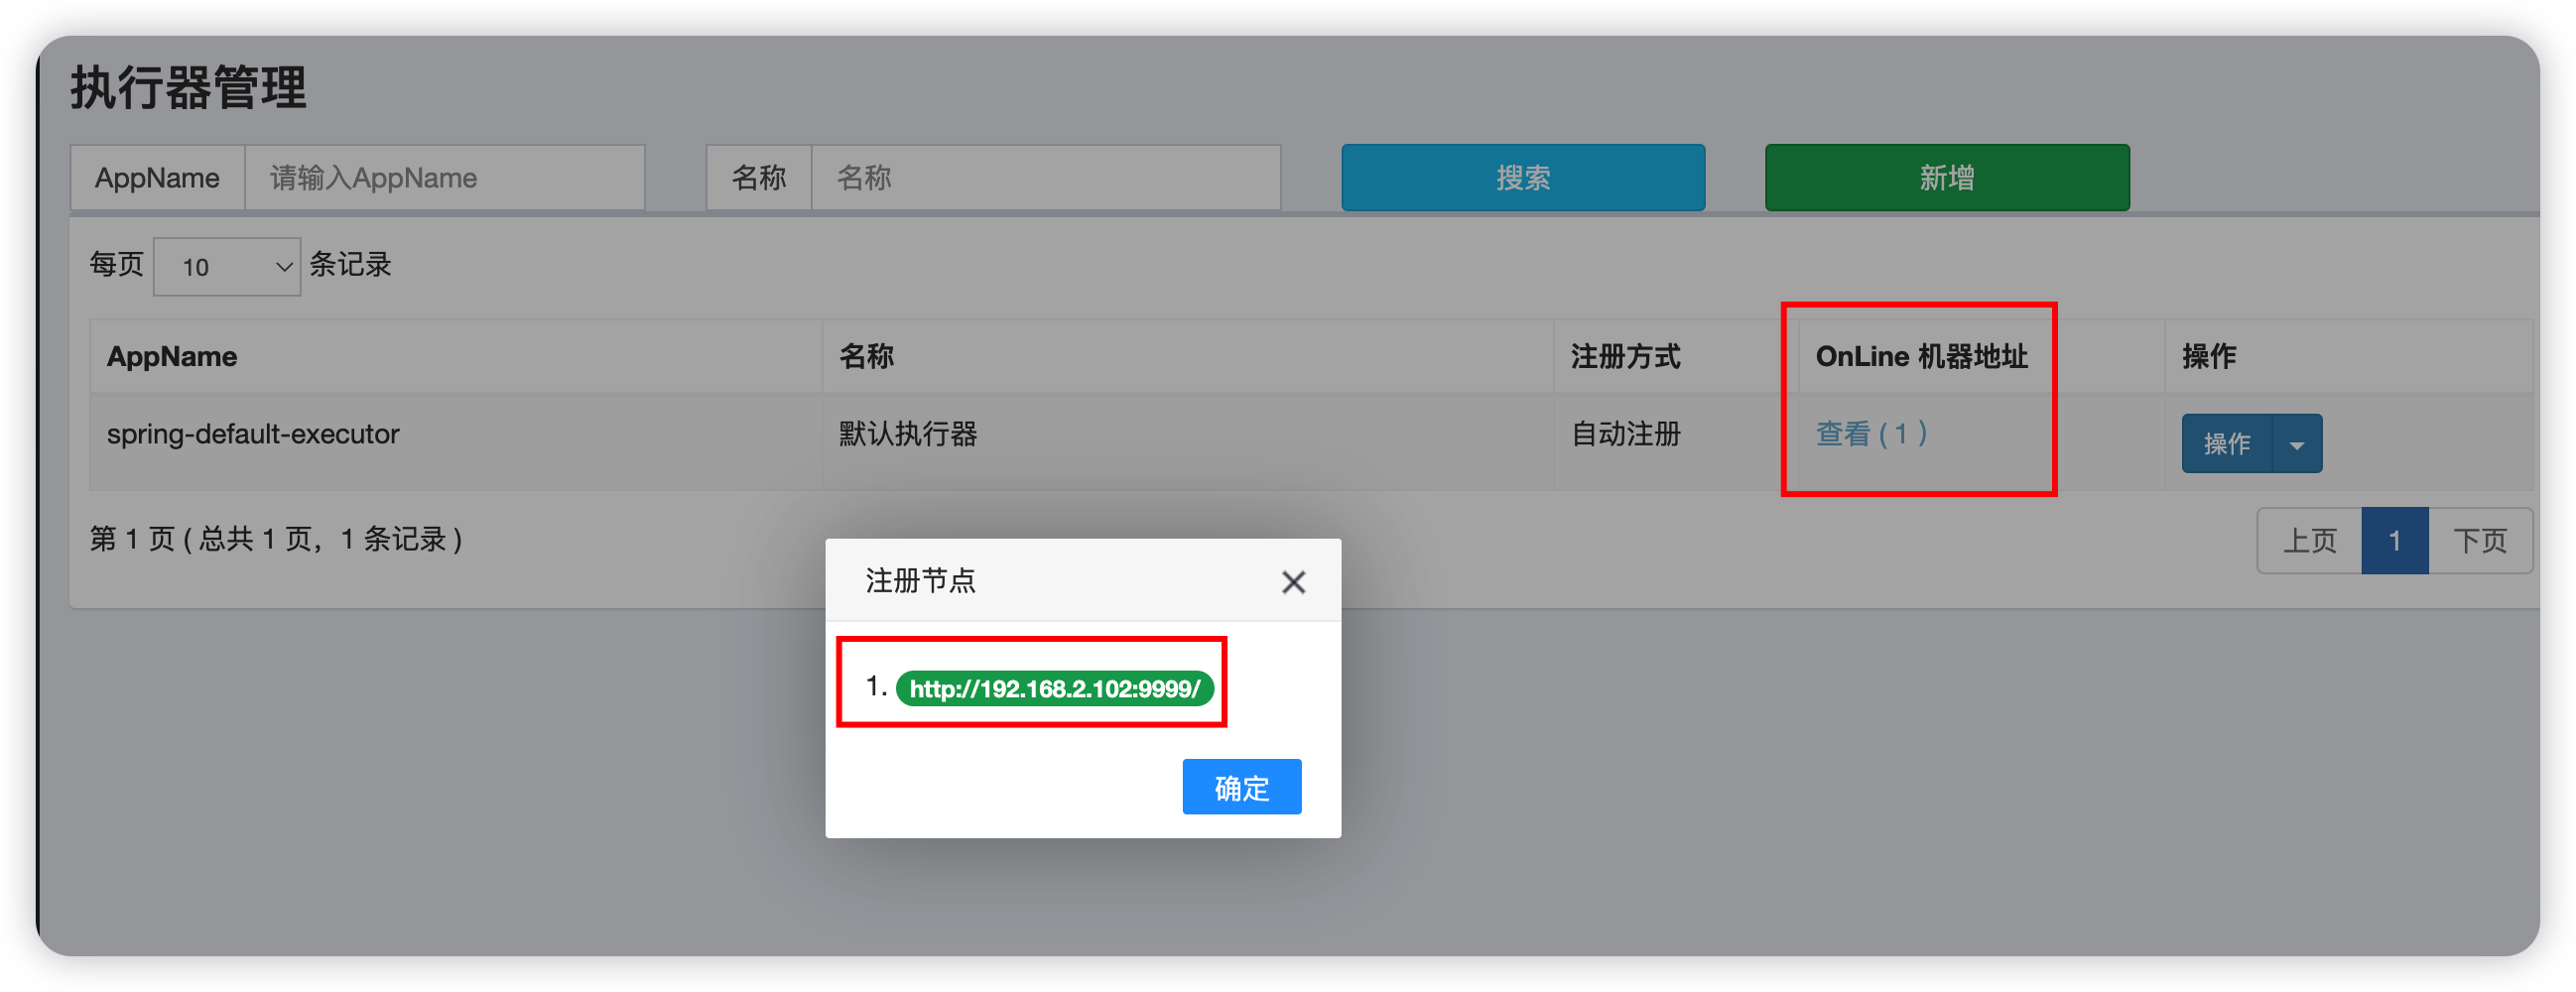 执行器管理
AppName 请输入AppName 名称 名称 搜索 新增
每页 10 条记录
AppName 名称 注册方式 OnLine 机器地址 操作
spring-default-executor 默认执行器 自动注册 查看 ( 1 ) 操作
第 1 页 ( 总共 1 页，1 条记录 ) 上页 1 下页
注册节点
1. http://192.168.2.102:9999/
确定